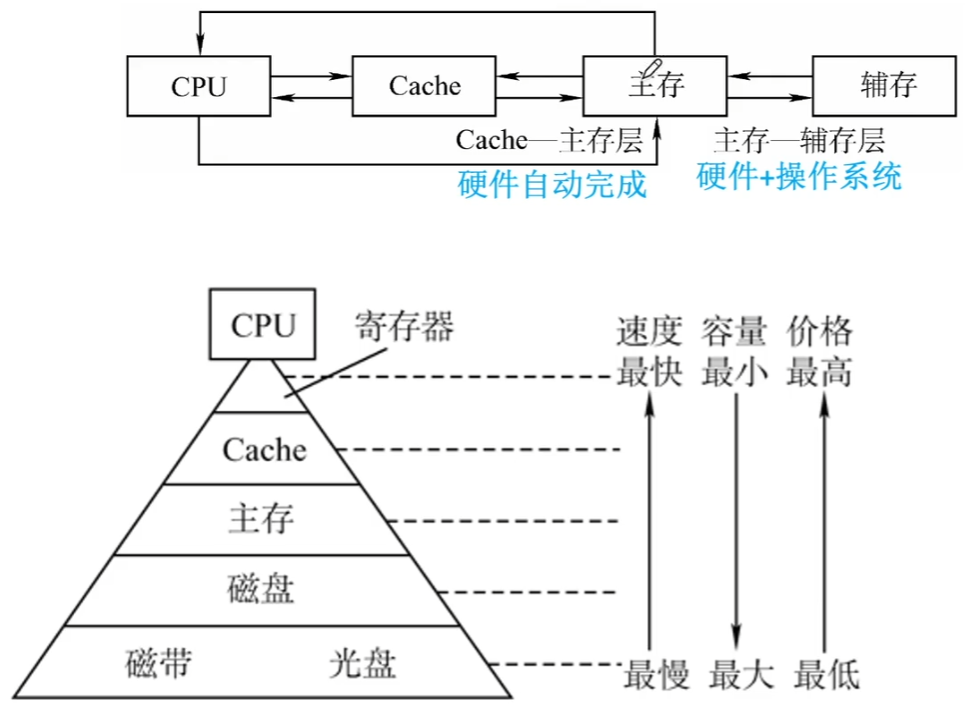 CPU
Cache
主存
辅存
Cache—主存层
主存—辅存层
硬件自动完成
硬件+操作系统
CPU
寄存器
速度 容量 价格
最快 最小 最高
Cache
主存
磁盘
磁带 光盘
最慢 最大 最低